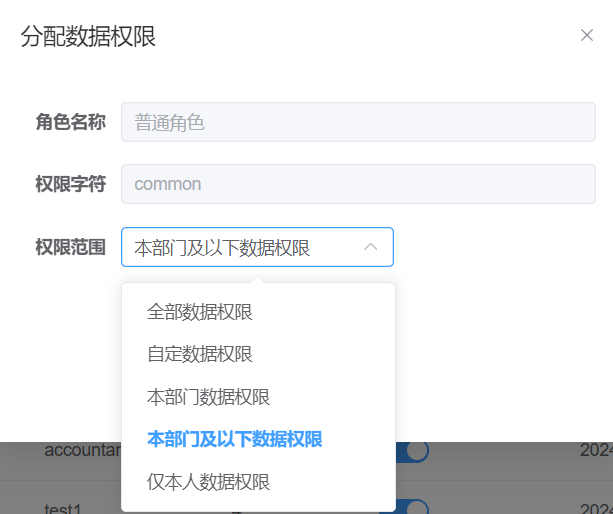 分配数据权限
角色名称 普通角色
权限字符 common
权限范围 本部门及以下数据权限
全部数据权限
自定数据权限
本部门数据权限
本部门及以下数据权限
仅本人数据权限
accountan 2024
test1 202